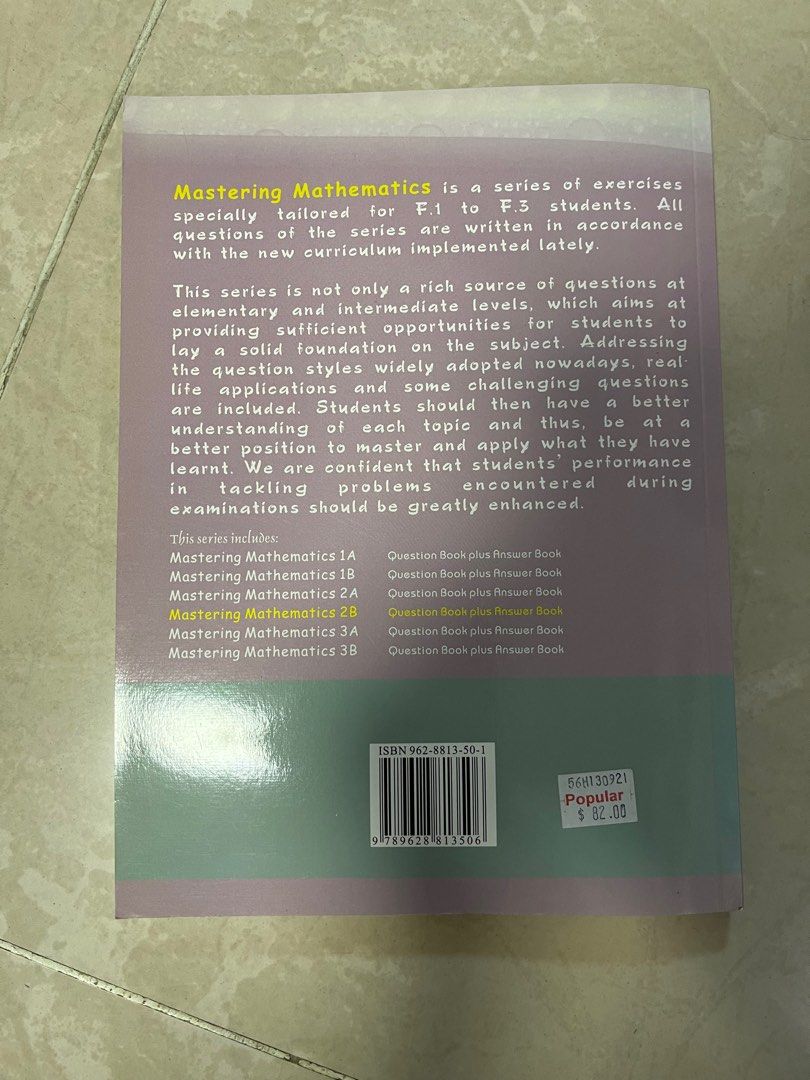 Mastering Mathematics is a series of exercises
specially tailored for F.1 to F.3 students. All
questions of the series are written in accordance
with the new curriculum implemented lately.
This series is not only a rich source of questions at
elementary and intermediate levels, which aims at
providing sufficient opportunities for students to
lay a solid foundation on the subject. Addressing
the question styles widely adopted nowadays, real-
life applications and some challenging questions
are included. Students should then have a better
understanding of each topic and thus, be at a
better position to master and apply what they have
learnt. We are confident that students' performance
in tackling problems encountered during
examinations should be greatly enhanced.
This series includes:
Mastering Mathematics 1A Question Book plus Answer Book
Mastering Mathematics 1B Question Book plus Answer Book
Mastering Mathematics 2A Question Book plus Answer Book
Mastering Mathematics 2B Question Book plus Answer Book
Mastering Mathematics 3A Question Book plus Answer Book
Mastering Mathematics 3B Question Book plus Answer Book
ISBN 962-8813-50-1
9 789628 813506
56H130921
Popular
$ 82.00